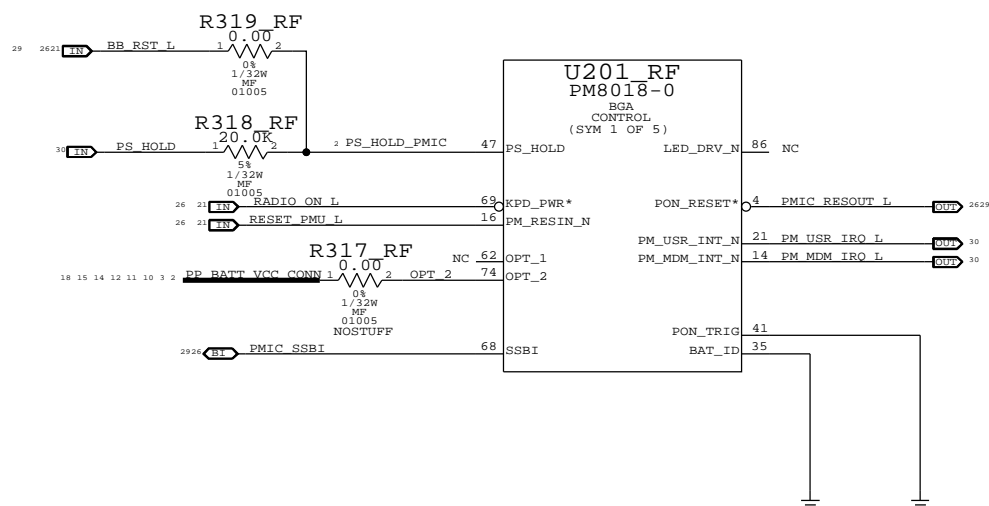 R319_RF
0.00
29 2621 IN BB_RST_L 1 2
0%
1/32W
MF
01005
U201_RF
PM8018-0
BGA
CONTROL
(SYM 1 OF 5)
R318_RF
20.0K
30 IN PS_HOLD 1 2 2 PS_HOLD_PMIC 47 PS_HOLD LED_DRV_N 86 NC
5%
1/32W
MF
01005
26 21 IN RADIO_ON_L 69 KPD_PWR* PON_RESET* 4 PMIC_RESOUT_L OUT 2629
26 21 IN RESET_PMU_L 16 PM_RESIN_N
PM_USR_INT_N 21 PM_USR_IRQ_L OUT 30
R317_RF
0.00
NC 62 OPT_1 PM_MDM_INT_N 14 PM_MDM_IRQ_L OUT 30
18 15 14 12 11 10 3 2 PP_BATT_VCC_CONN 1 2 OPT_2 74 OPT_2
0%
1/32W
MF
01005
NOSTUFF
PON_TRIG 41
2926 BI PMIC_SSBI 68 SSBI BAT_ID 35